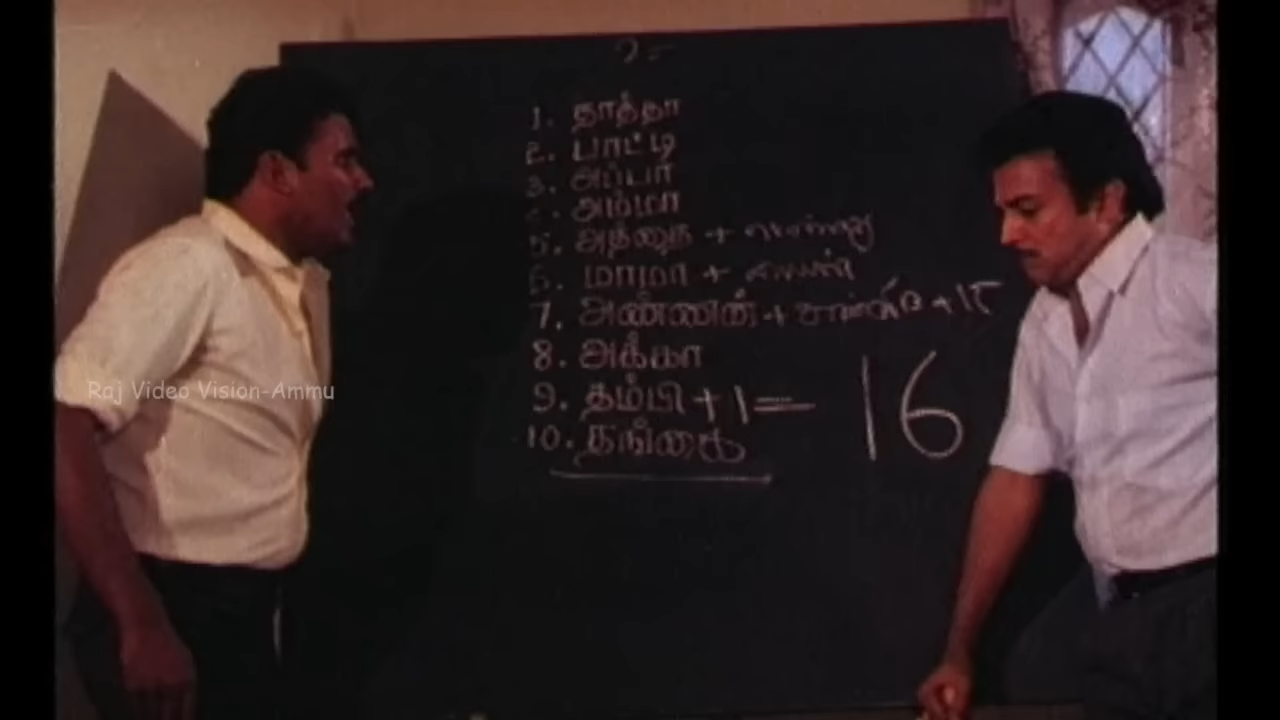 1. தாத்தா
2. பாட்டி
3. அப்பா
அம்மா
5. அத்தை +
6. மாமா +
7. அண்ணன் + + 15
8. அக்கா
9. தம்பி + 1 = 16
10. தங்கை
Raj Video Vision-Ammu